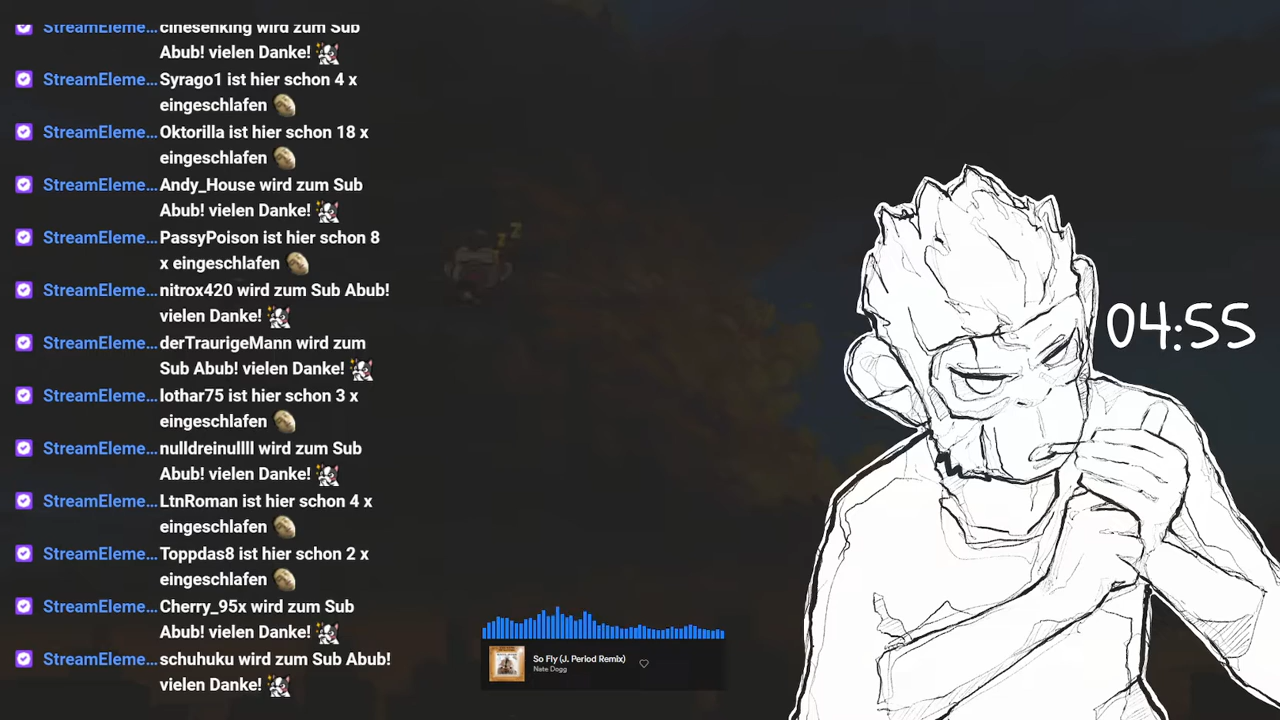 StreamEleme... cinesenking wird zum Sub
Abub! vielen Danke!
StreamEleme... Syrago1 ist hier schon 4 x
eingeschlafen
StreamEleme... Oktorilla ist hier schon 18 x
eingeschlafen
StreamEleme... Andy_House wird zum Sub
Abub! vielen Danke!
StreamEleme... PassyPoison ist hier schon 8
x eingeschlafen
StreamEleme... nitrox420 wird zum Sub Abub!
vielen Danke!
StreamEleme... derTraurigeMann wird zum
Sub Abub! vielen Danke!
StreamEleme... lothar75 ist hier schon 3 x
eingeschlafen
StreamEleme... nulldreinullll wird zum Sub
Abub! vielen Danke!
StreamEleme... LtnRoman ist hier schon 4 x
eingeschlafen
StreamEleme... Toppdas8 ist hier schon 2 x
eingeschlafen
StreamEleme... Cherry_95x wird zum Sub
Abub! vielen Danke!
StreamEleme... schuhuku wird zum Sub Abub!
vielen Danke!
z z
So Fly (J. Period Remix)
Nate Dogg
04:55